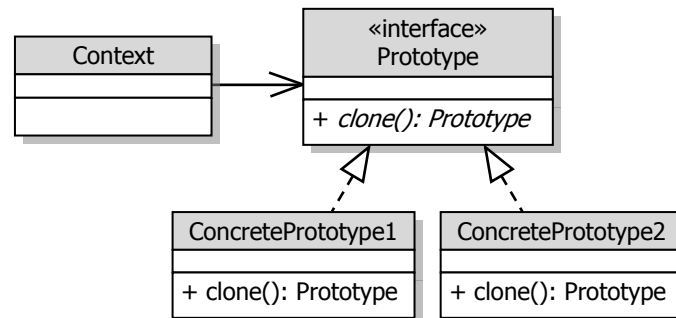 Context
«interface»
Prototype
+ clone(): Prototype
ConcretePrototype1
+ clone(): Prototype
ConcretePrototype2
+ clone(): Prototype